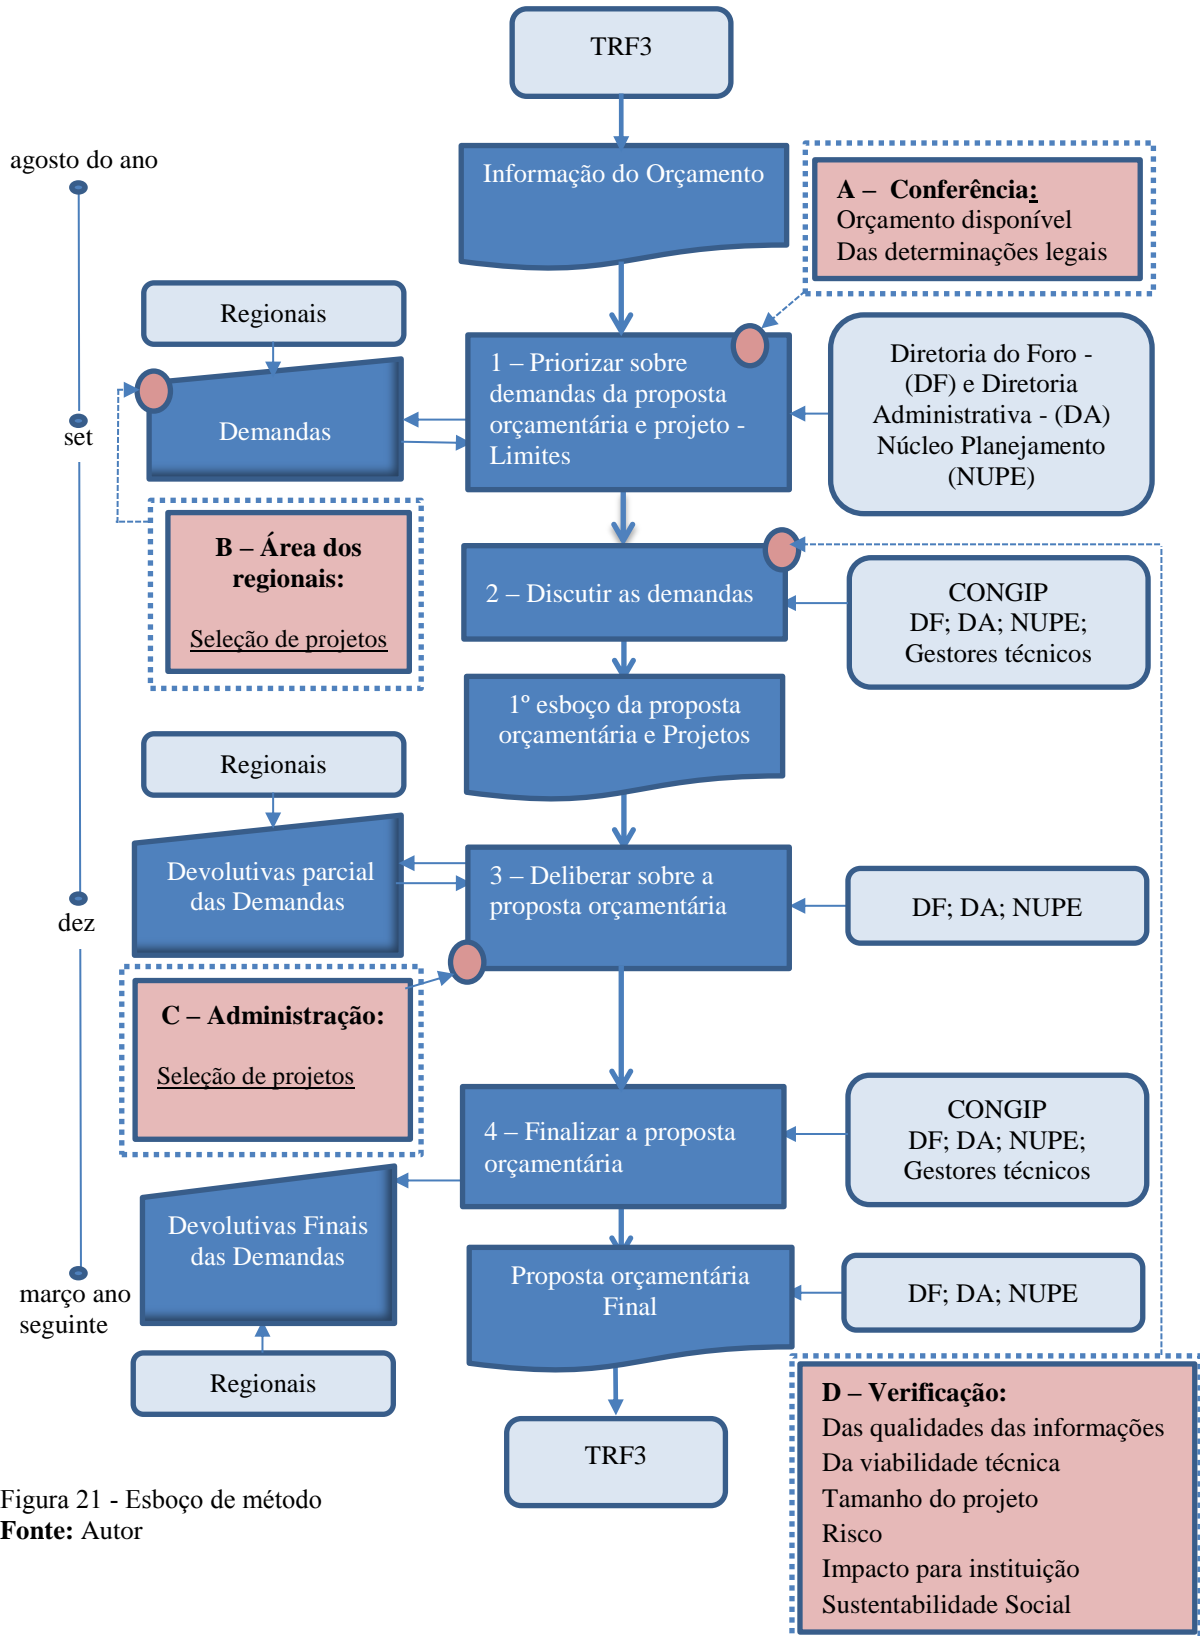 TRF3
agosto do ano
Informação do Orçamento
A – Conferência:
Orçamento disponível
Das determinações legais
Regionais
1 – Priorizar sobre
demandas da proposta
orçamentária e projeto -
Limites
Diretoria do Foro -
(DF) e Diretoria
Administrativa - (DA)
Núcleo Planejamento
(NUPE)
Demandas
set
B – Área dos
regionais:
Seleção de projetos
2 – Discutir as demandas
CONGIP
DF; DA; NUPE;
Gestores técnicos
1º esboço da proposta
orçamentária e Projetos
Regionais
Devolutivas parcial
das Demandas
3 – Deliberar sobre a
proposta orçamentária
DF; DA; NUPE
dez
C – Administração:
Seleção de projetos
4 – Finalizar a proposta
orçamentária
CONGIP
DF; DA; NUPE;
Gestores técnicos
Devolutivas Finais
das Demandas
março ano
seguinte
Proposta orçamentária
Final
DF; DA; NUPE
Regionais
TRF3
D – Verificação:
Das qualidades das informações
Da viabilidade técnica
Tamanho do projeto
Risco
Impacto para instituição
Sustentabilidade Social
Figura 21 - Esboço de método
Fonte: Autor